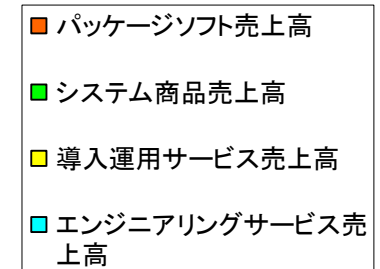 パッケージソフト売上高
システム商品売上高
導入運用サービス売上高
エンジニアリングサービス売
上高